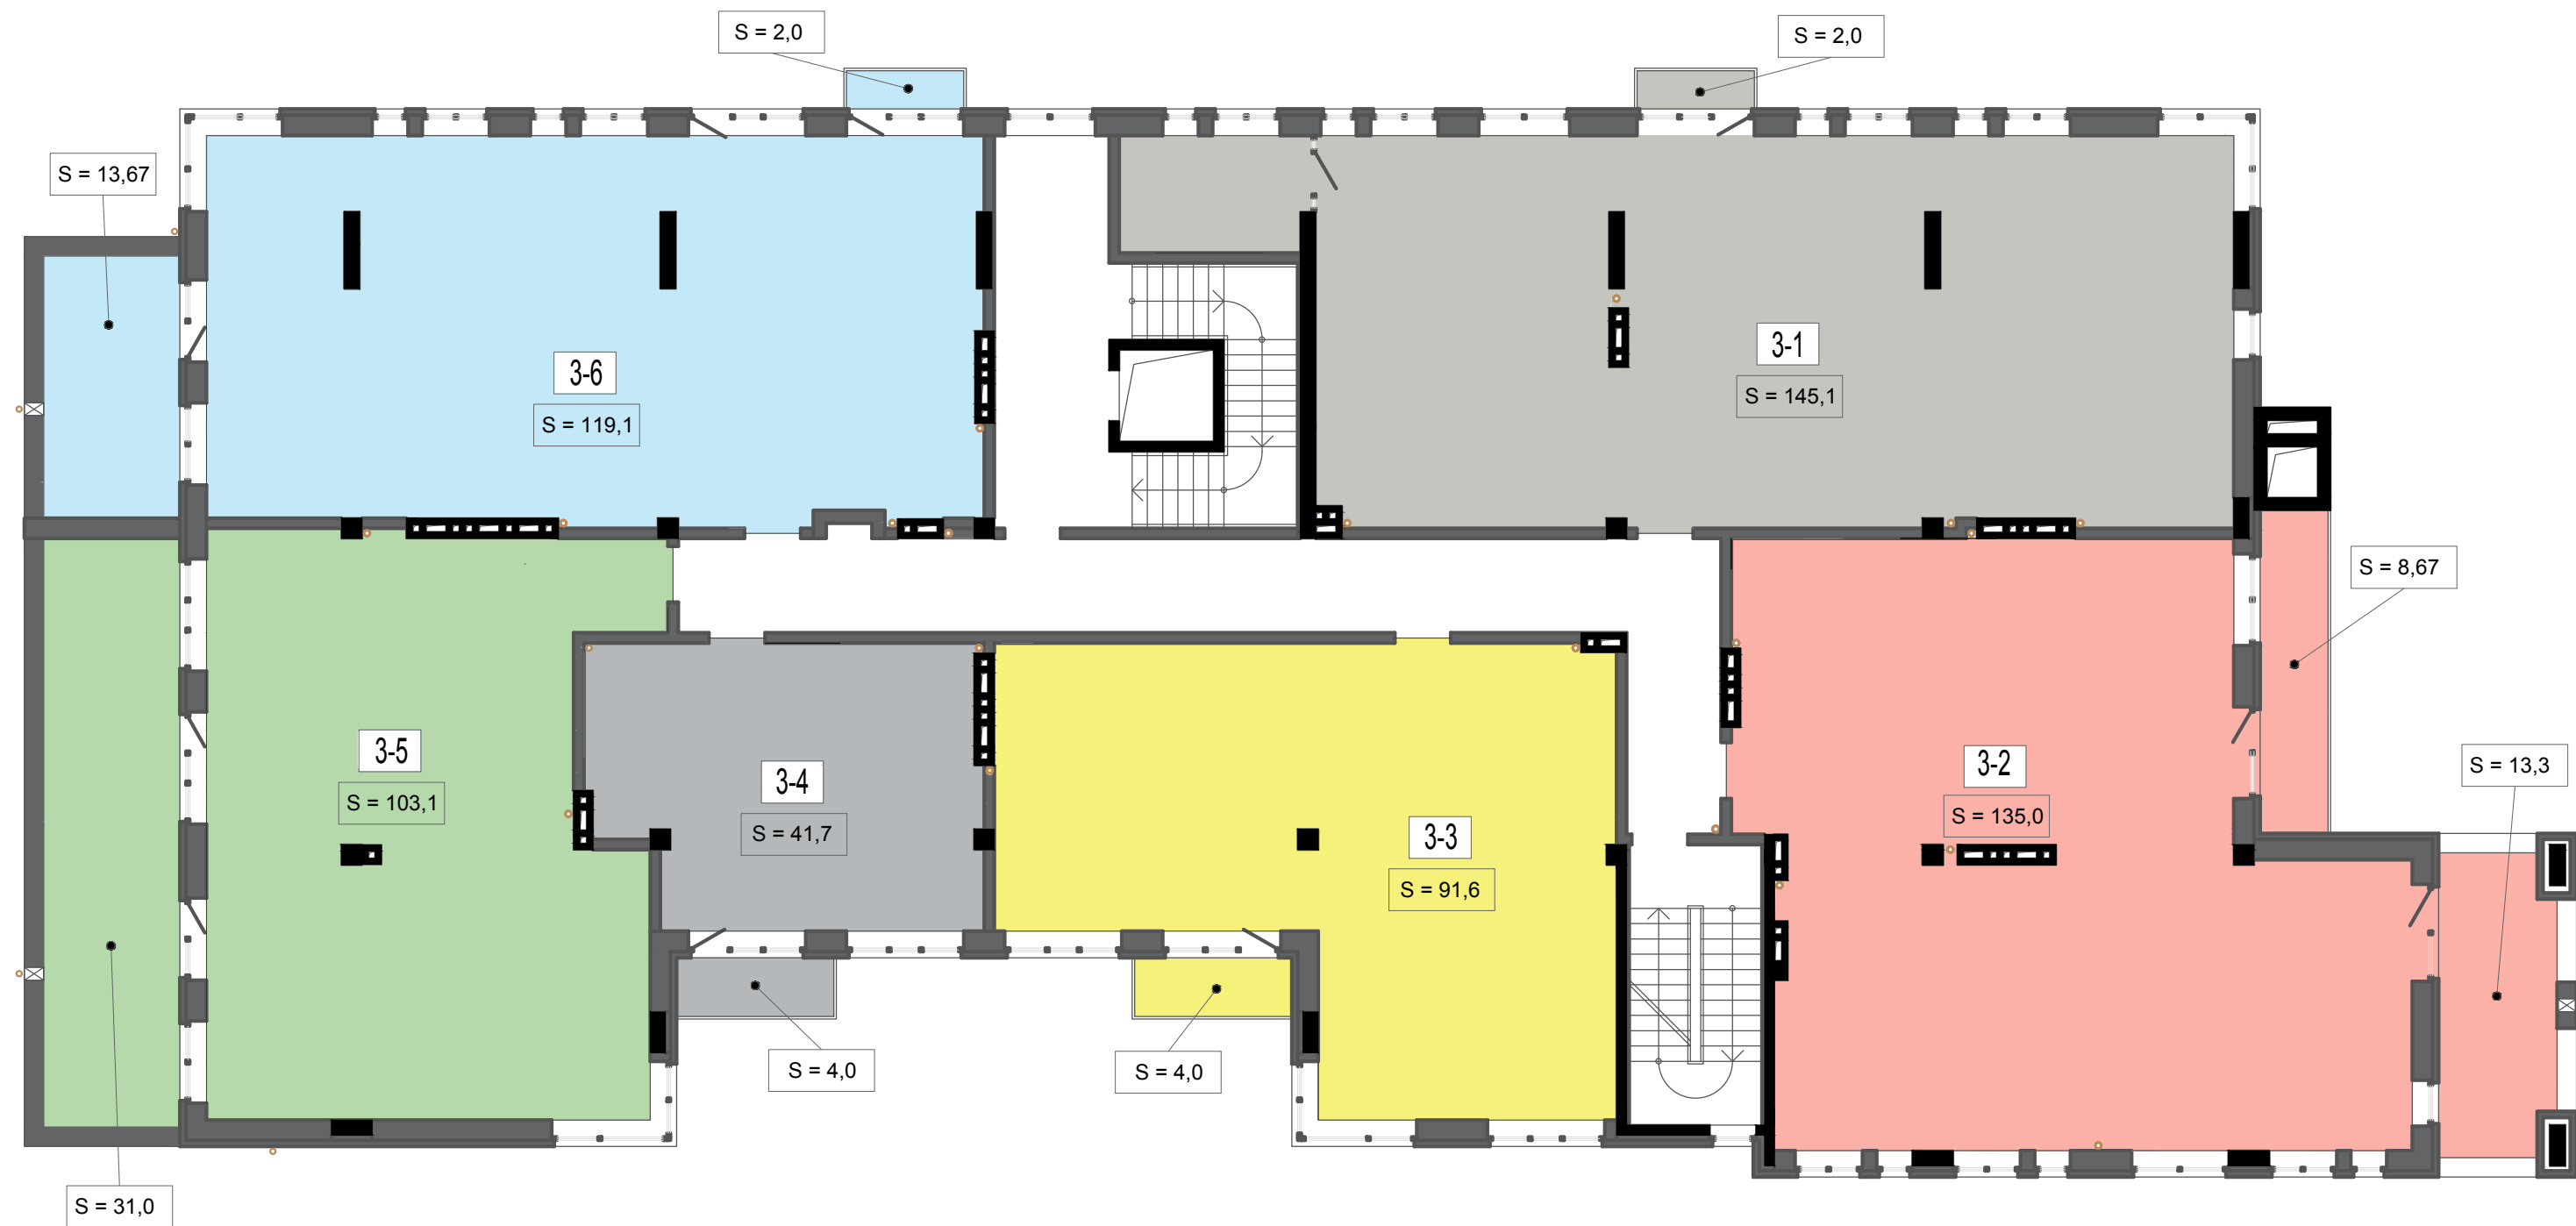 S = 2,0
S = 2,0
S = 13,67
3-6
S = 119,1
3-1
S = 145,1
S = 8,67
3-5
S = 103,1
3-4
S = 41,7
3-3
S = 91,6
3-2
S = 135,0
S = 13,3
S = 4,0
S = 4,0
S = 31,0